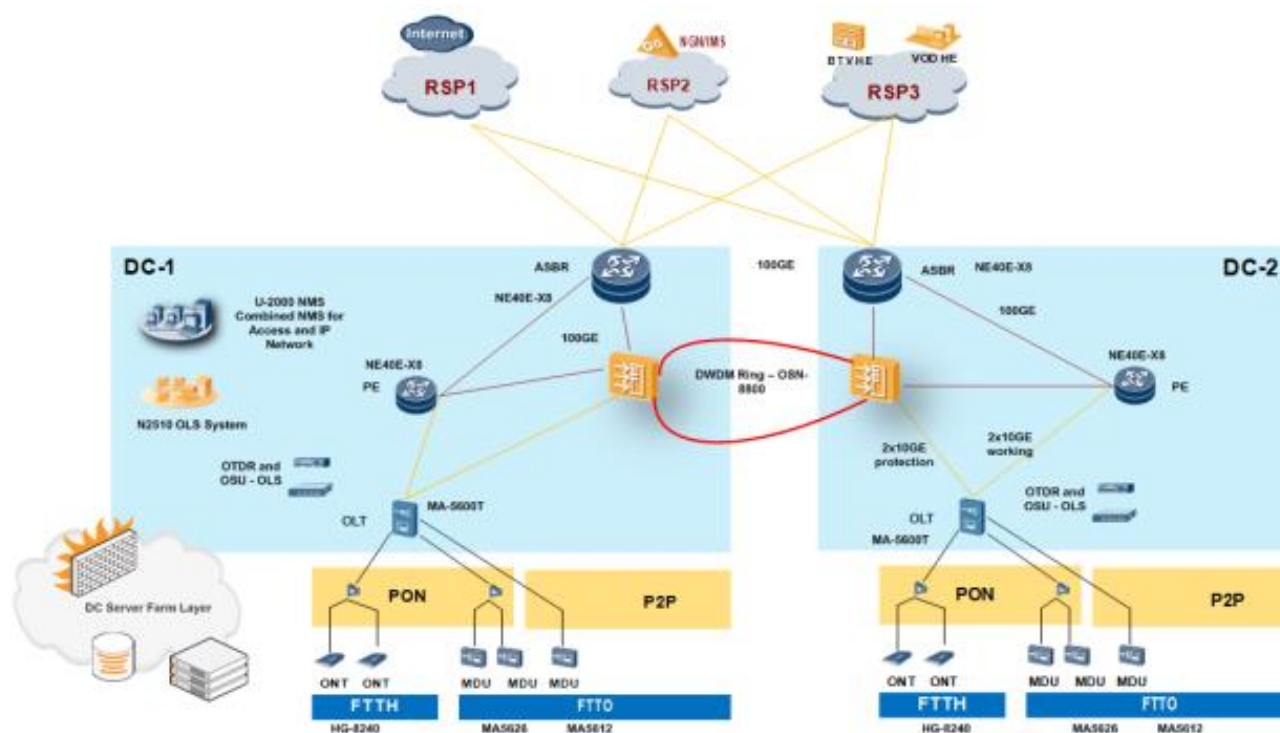 Internet
RSP1
NGN/IMS
RSP2
BTVHE
VOD HE
RSP3
DC-1
ASBR
NE40E-X8
100GE
U-2000 NMS
Combined NMS for
Access and IP
Network
NE40E-X8
PE
N2510 OLS System
OTDR and
OSU - OLS
OLT
MA-5600T
100GE
DWDM Ring – OSN-
8800
DC-2
ASBR
NE40E-X8
100GE
NE40E-X8
PE
2x10GE
protection
2x10GE
working
OTDR and
OSU - OLS
OLT
MA-5600T
DC Server Farm Layer
PON
P2P
ONT
ONT
MDU
MDU
MDU
FTTH
FTTO
HG-8240
MA5626
MA5612
PON
P2P
ONT
ONT
MDU
MDU
MDU
FTTH
FTTO
HG-8240
MA5626
MA5612